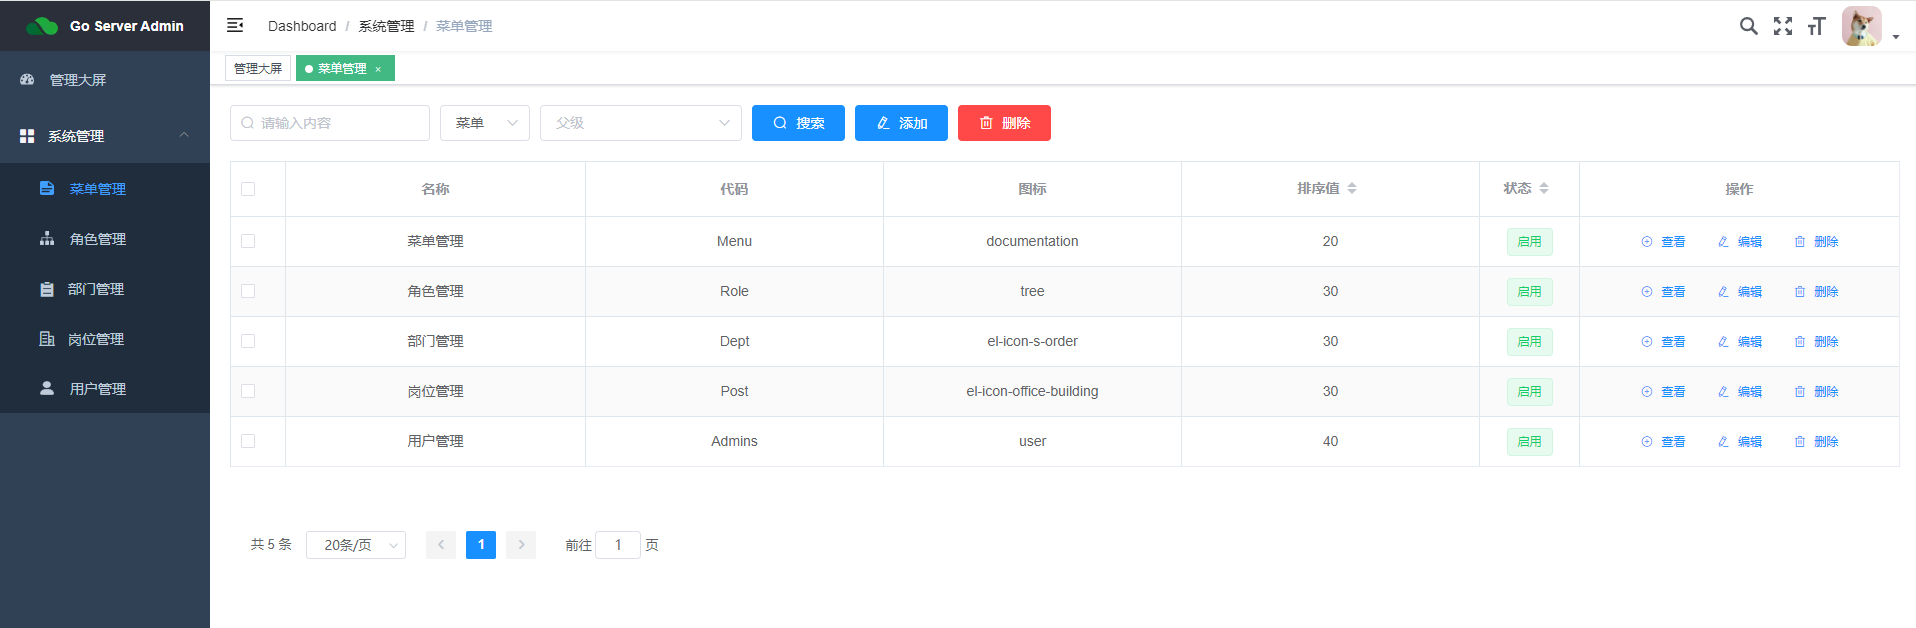 Go Server Admin
Dashboard / 系统管理 / 菜单管理
管理大屏
系统管理
菜单管理
角色管理
部门管理
岗位管理
用户管理
管理大屏 菜单管理 ×
请输入内容 菜单 父级 搜索 添加 删除
名称 代码 图标 排序值 状态 操作
菜单管理 Menu documentation 20 启用 查看 编辑 删除
角色管理 Role tree 30 启用 查看 编辑 删除
部门管理 Dept el-icon-s-order 30 启用 查看 编辑 删除
岗位管理 Post el-icon-office-building 30 启用 查看 编辑 删除
用户管理 Admins user 40 启用 查看 编辑 删除
共 5 条 20条/页 1 前往 1 页